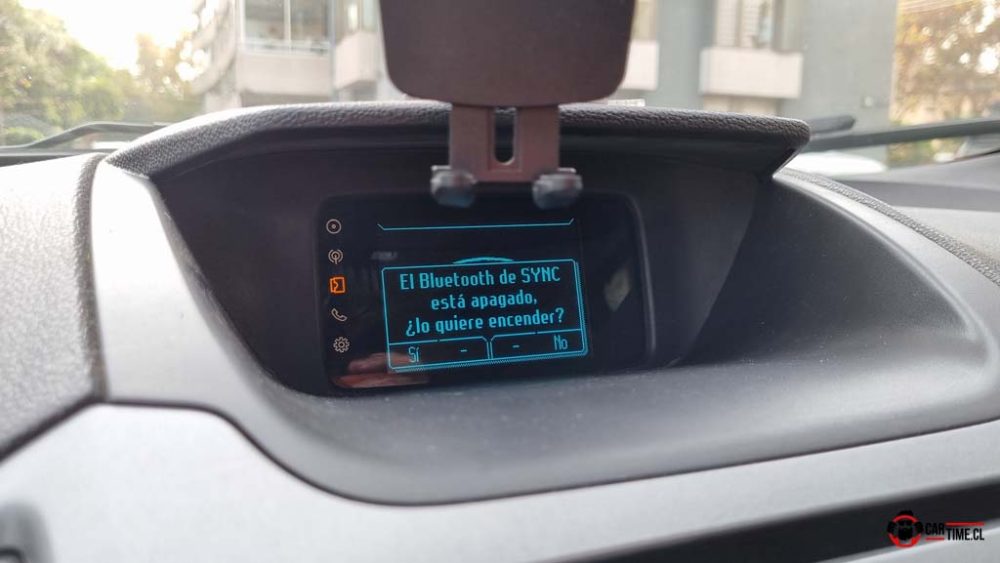 El Bluetooth de SYNC
está apagado,
¿lo quiere encender?
Sí - - No
CAR
TIME.CL